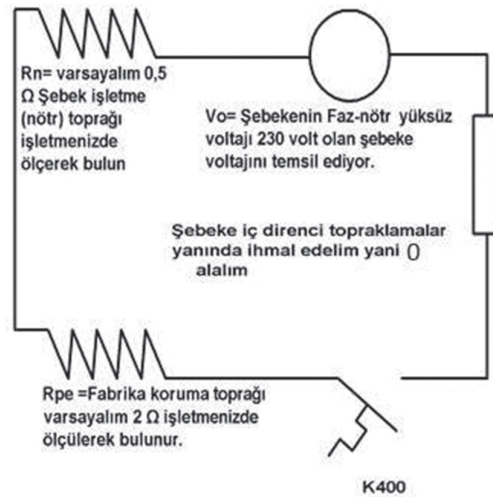 Rn= varsayalım 0,5
Ω Şebek işletme
(nötr) toprağı
işletmenizde
ölçerek bulun
Vo= Şebekenin Faz-nötr yüksüz
voltajı 230 volt olan şebeke
voltajını temsil ediyor.
Şebeke iç direnci topraklamalar
yanında ihmal edelim yani 0
alalım
Rpe =Fabrika koruma toprağı
varsayalım 2 Ω işletmenizde
ölçülerek bulunur.
K400